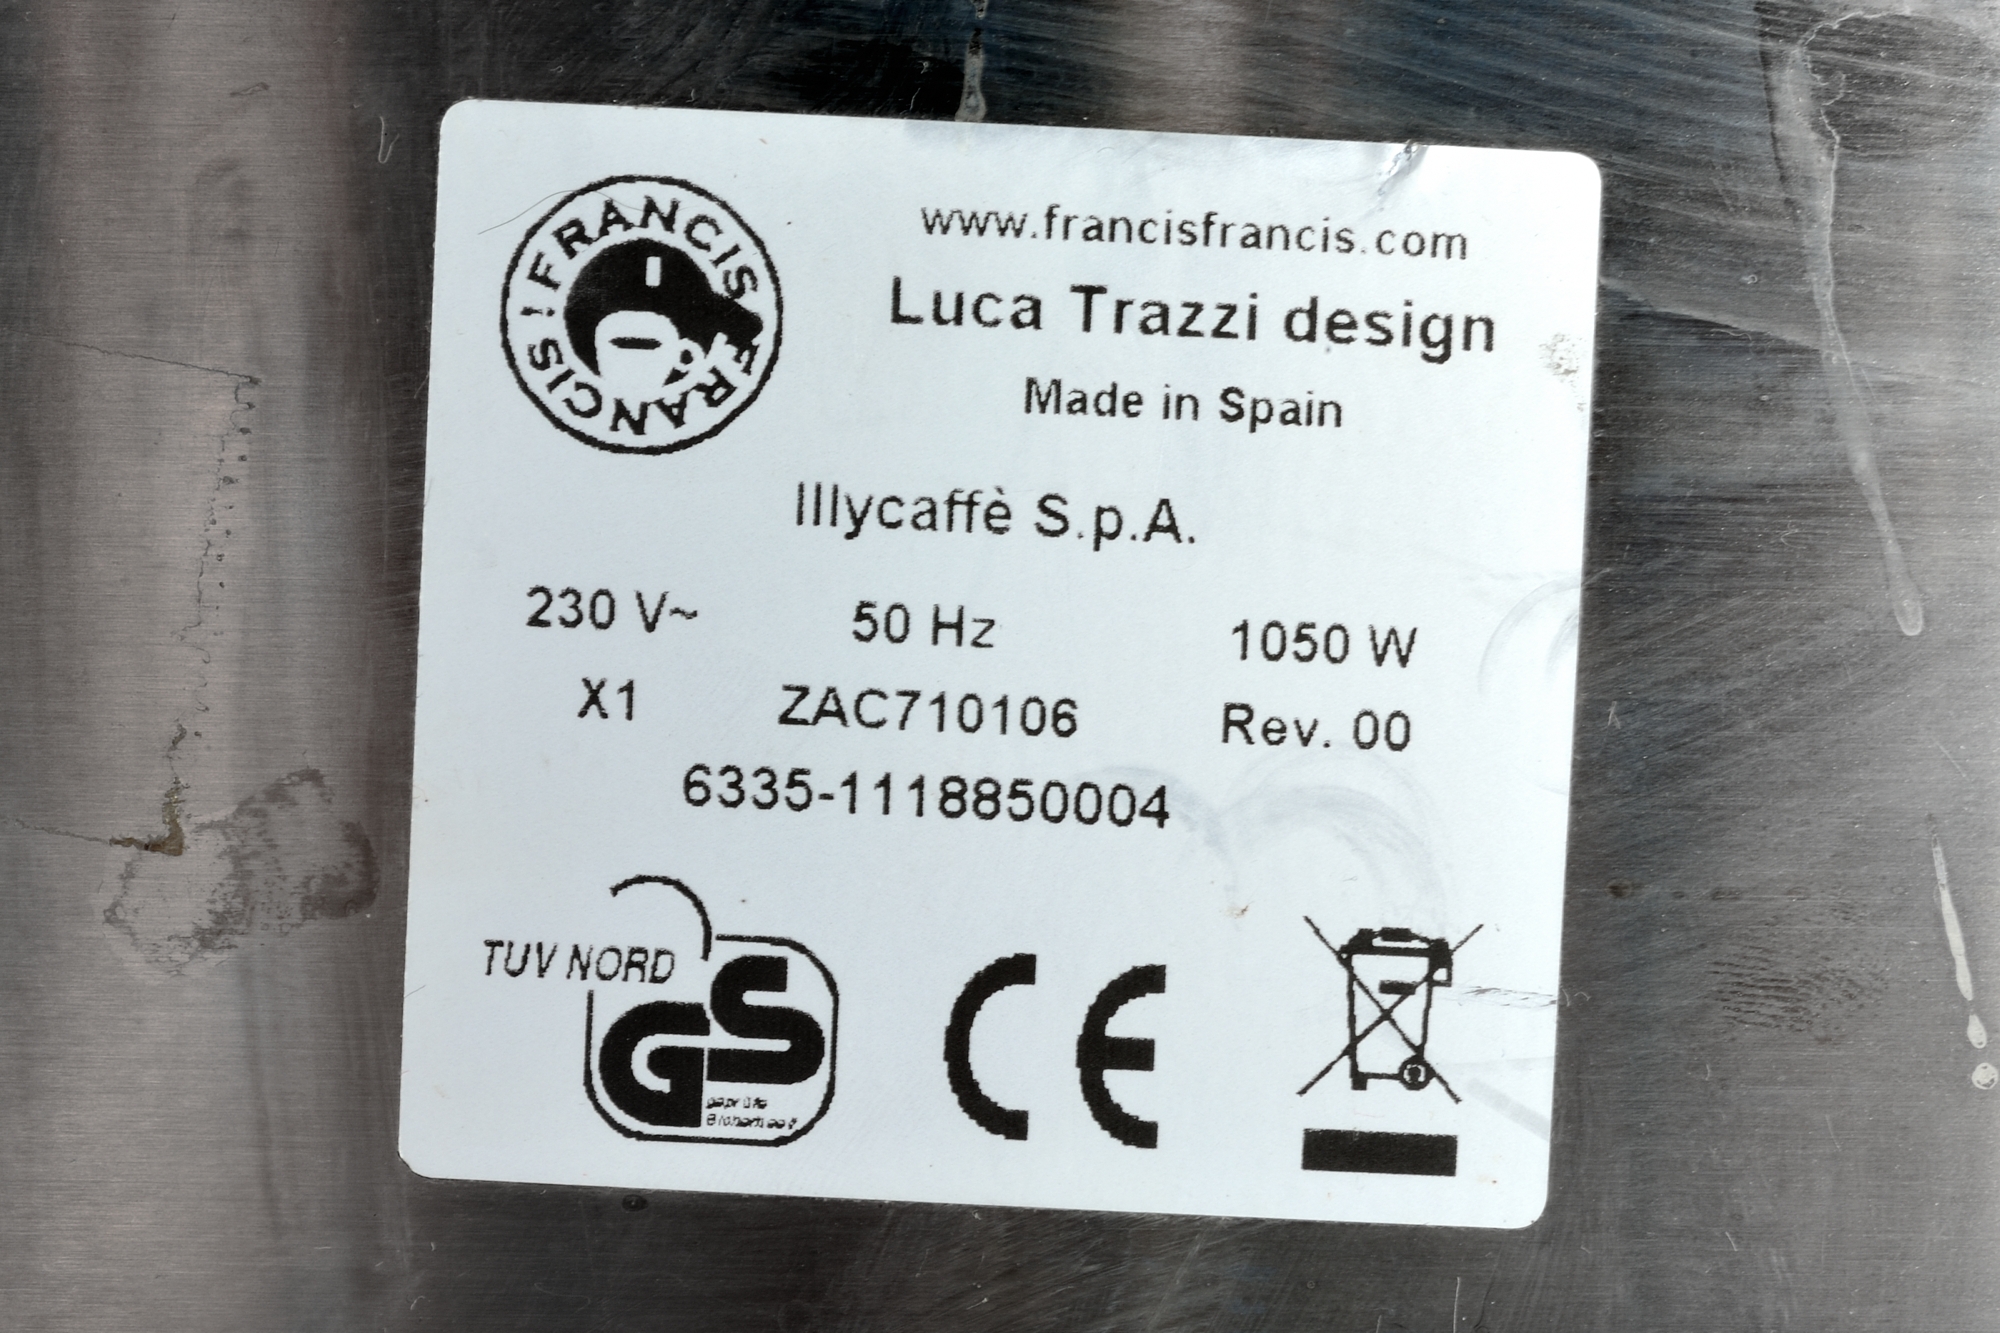 FRANCIS FRANCIS!
www.francisfrancis.com
Luca Trazzi design
Made in Spain
Illycaffè S.p.A.
230 V~ 50 Hz 1050 W
X1 ZAC710106 Rev. 00
6335-1118850004
TUV NORD
GS
CE